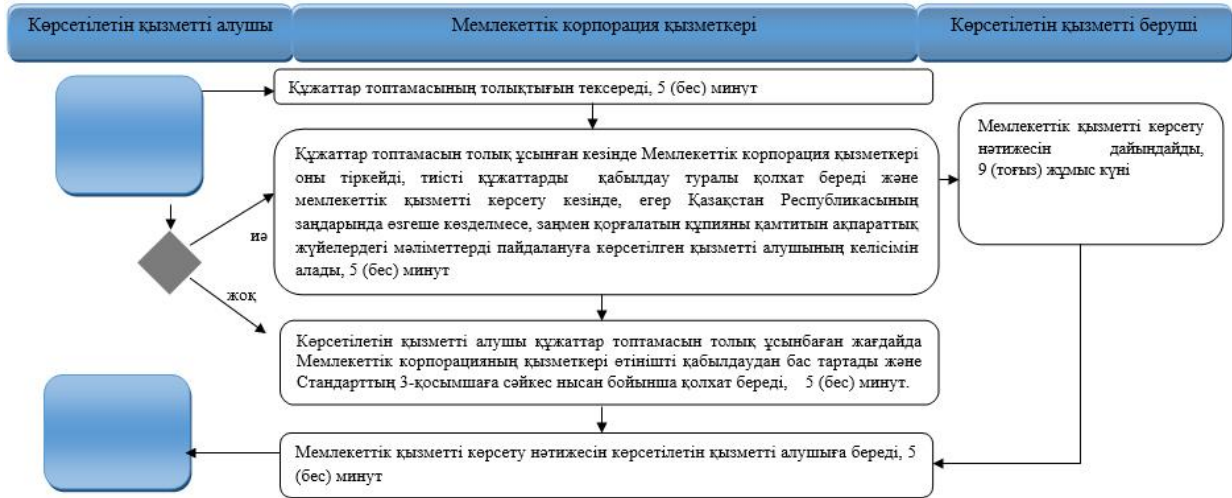 Көрсетілетін қызметті алушы
Мемлекеттік корпорация қызметкері
Көрсетілетін қызметті беруші
Құжаттар топтамасының толықтығын тексереді, 5 (бес) минут
Құжаттар топтамасын толық ұсынған кезінде Мемлекеттік корпорация қызметкері
оны тіркейді, тиісті құжаттарды қабылдау туралы қолхат береді және
мемлекеттік қызметті көрсету кезінде, егер Қазақстан Республикасының
заңдарында өзгеше көзделмесе, заңмен қорғалатын құпияны қамтитын ақпараттық
жүйелердегі мәліметтерді пайдалануға көрсетілген қызметті алушының келісімін
алады, 5 (бес) минут
Мемлекеттік қызметті көрсету
нәтижесін дайындайды,
9 (тоғыз) жұмыс күні
иә
жоқ
Көрсетілетін қызметті алушы құжаттар топтамасын толық ұсынбаған жағдайда
Мемлекеттік корпорацияның қызметкері өтінішті қабылдаудан бас тартады және
Стандарттың 3-қосымшаға сәйкес нысан бойынша қолхат береді, 5 (бес) минут.
Мемлекеттік қызметті көрсету нәтижесін көрсетілетін қызметті алушыға береді, 5
(бес) минут